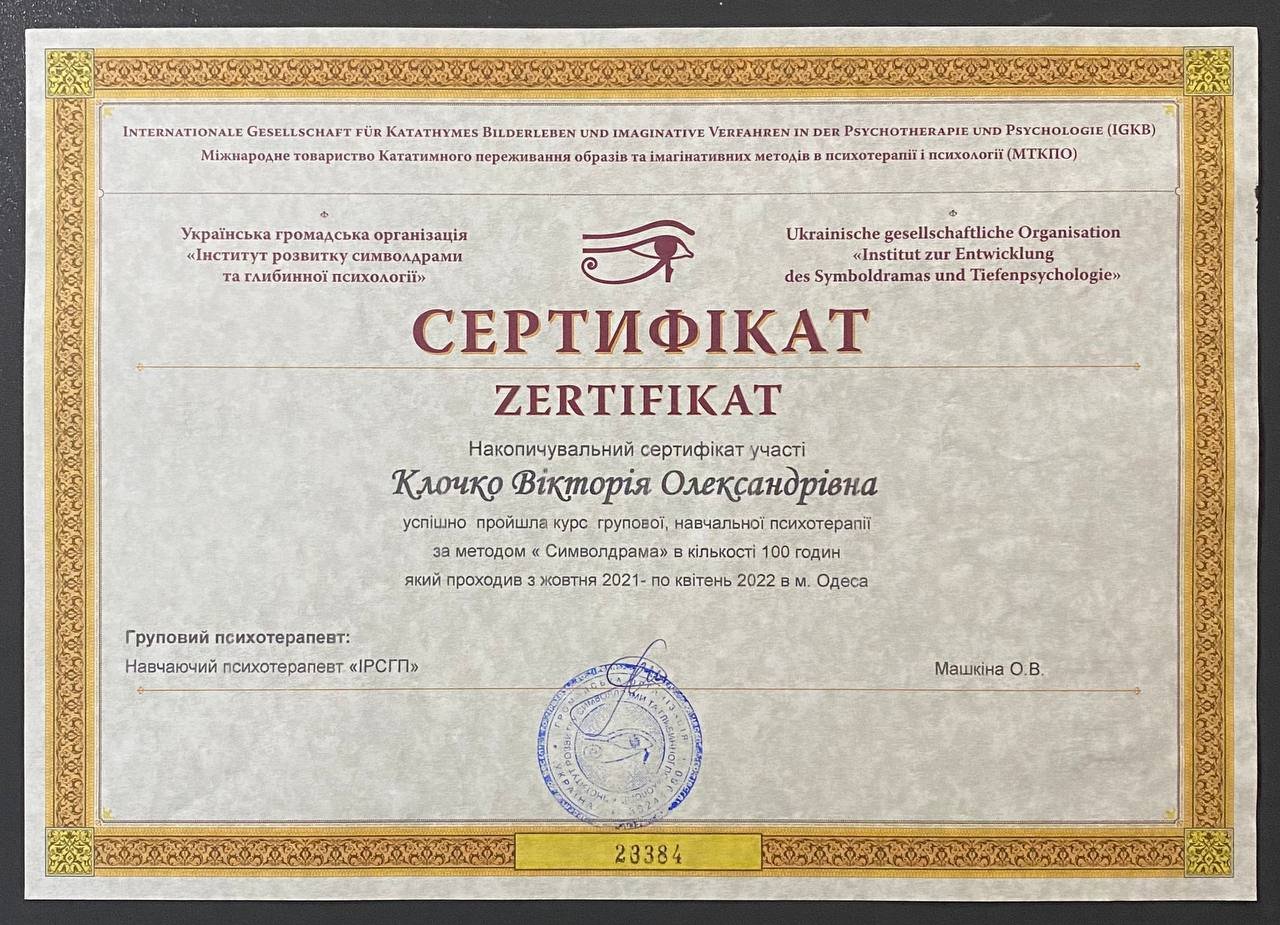 Internationale Gesellschaft für Katathymes Bilderleben und imaginative Verfahren in der Psychotherapie und Psychologie (IGKB)
Міжнародне товариство Кататимного переживання образів та імагінативних методів в психотерапії і психології (МТКПО)
Українська громадська організація
«Інститут розвитку символдрами
та глибинної психології»
Ukrainische gesellschaftliche Organisation
«Institut zur Entwicklung
des Symboldramas und Tiefenpsychologie»
СЕРТИФІКАТ
ZERTIFIKAT
Накопичувальний сертифікат участі
Клочко Вікторія Олександрівна
успішно пройшла курс групової, навчальної психотерапії
за методом « Символдрама» в кількості 100 годин
який проходив з жовтня 2021- по квітень 2022 в м. Одеса
Груповий психотерапевт:
Навчаючий психотерапевт «ІРСГП»
Машкіна О.В.
УКРАЇНА
23384